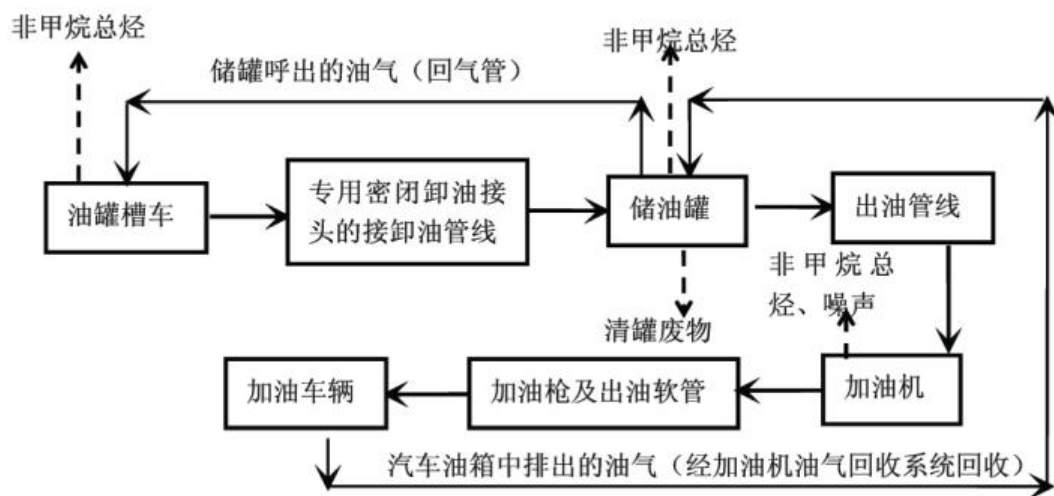 非甲烷总烃
非甲烷总烃
储罐呼出的油气（回气管）
油罐槽车
专用密闭卸油接
头的接卸油管线
储油罐
出油管线
非甲烷总
烃、噪声
清罐废物
加油车辆
加油枪及出油软管
加油机
汽车油箱中排出的油气（经加油机油气回收系统回收）